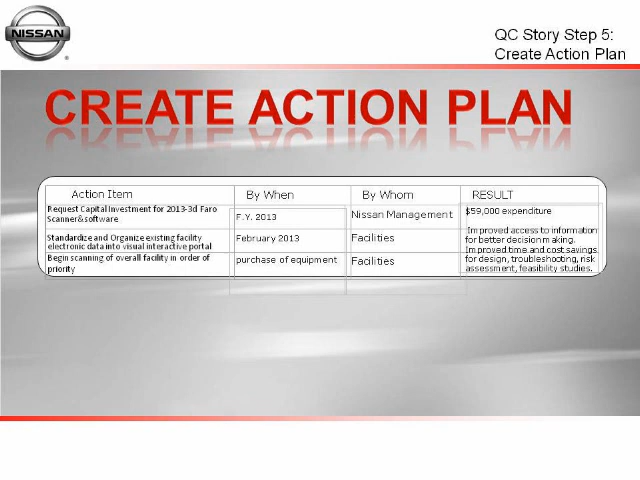 NISSAN
QC Story Step 5:
Create Action Plan
CREATE ACTION PLAN
Action Item By When By Whom RESULT
Request Capital Investment for 2013-3d Faro
Scanner&software
F.Y. 2013
Nissan Management
$59,000 expenditure
Standardize and Organize existing facility
electronic data into visual interactive portal
February 2013
Facilities
Improved access to information
for better decision making.
Begin scanning of overall facility in order of
priority
purchase of equipment
Facilities
Improved time and cost savings
for design, troubleshooting, risk
assessment, feasibility studies.